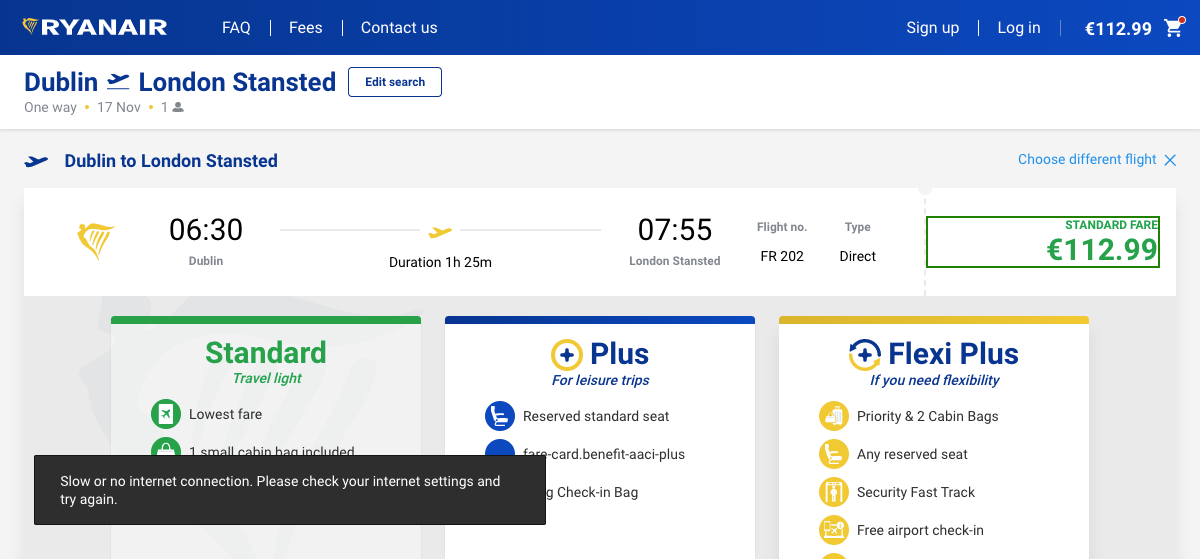 RYANAIR FAQ Fees Contact us Sign up Log in €112.99
Dublin London Stansted Edit search
One way • 17 Nov • 1
Dublin to London Stansted Choose different flight
06:30 07:55 Flight no. Type STANDARD FARE
Dublin Duration 1h 25m London Stansted FR 202 Direct €112.99
Standard
Travel light
Lowest fare
1 small cabin bag included
Plus
For leisure trips
Reserved standard seat
fare-card.benefit-aaci-plus
Check-in Bag
Flexi Plus
If you need flexibility
Priority & 2 Cabin Bags
Any reserved seat
Security Fast Track
Free airport check-in
Slow or no internet connection. Please check your internet settings and
try again.